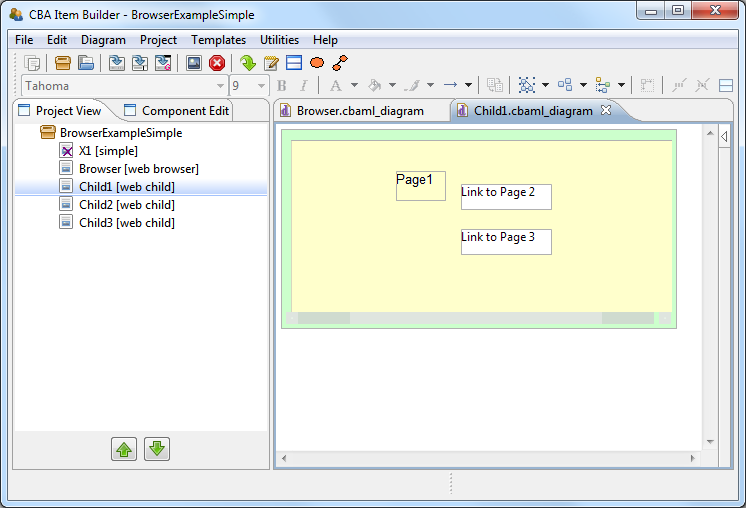 CBA Item Builder - BrowserExampleSimple
File Edit Diagram Project Templates Utilities Help
Tahoma 9 B I A
Project View Component Edit Browser.cbaml_diagram Child1.cbaml_diagram
BrowserExampleSimple
X1 [simple]
Browser [web browser]
Child1 [web child]
Child2 [web child]
Child3 [web child]
Page1
Link to Page 2
Link to Page 3